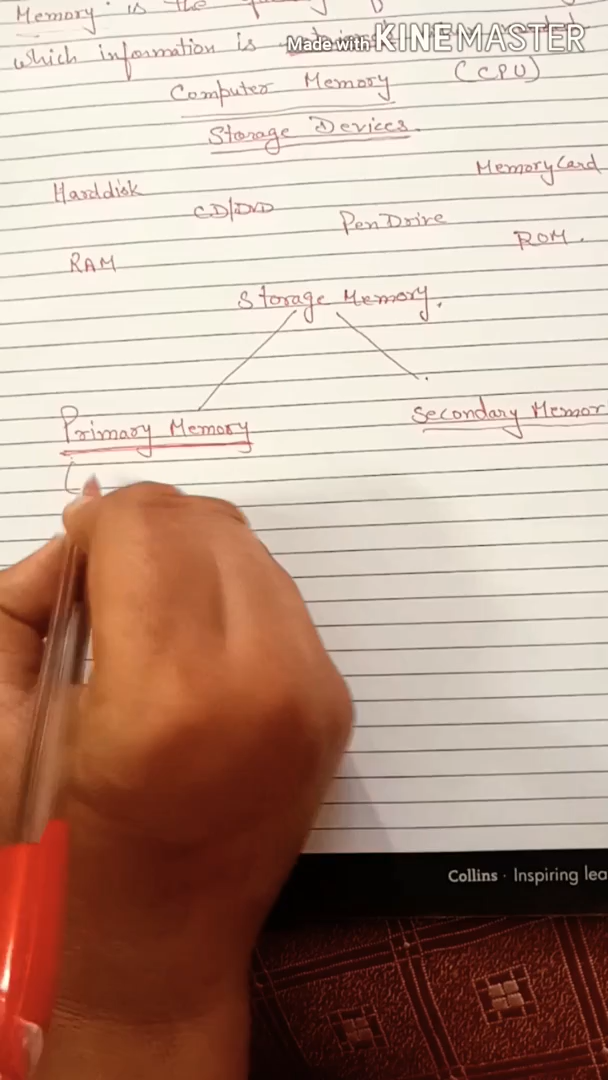 Memory is the
which information is
Made with KINEMASTER
Computer Memory (CPU)
Storage Devices.
Memory Card
Harddisk
CD/DVD
Pen Drive
ROM.
RAM
Storage Memory.
Primary Memory
Secondary Memor
(
Collins · Inspiring lea